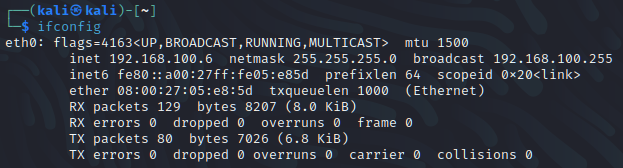 ┌──(kali㉿kali)-[~]
└─$ ifconfig
eth0: flags=4163<UP,BROADCAST,RUNNING,MULTICAST>  mtu 1500
        inet 192.168.100.6  netmask 255.255.255.0  broadcast 192.168.100.255
        inet6 fe80::a00:27ff:fe05:e85d  prefixlen 64  scopeid 0×20<link>
        ether 08:00:27:05:e8:5d  txqueuelen 1000  (Ethernet)
        RX packets 129  bytes 8207 (8.0 KiB)
        RX errors 0  dropped 0  overruns 0  frame 0
        TX packets 80  bytes 7026 (6.8 KiB)
        TX errors 0  dropped 0 overruns 0  carrier 0  collisions 0